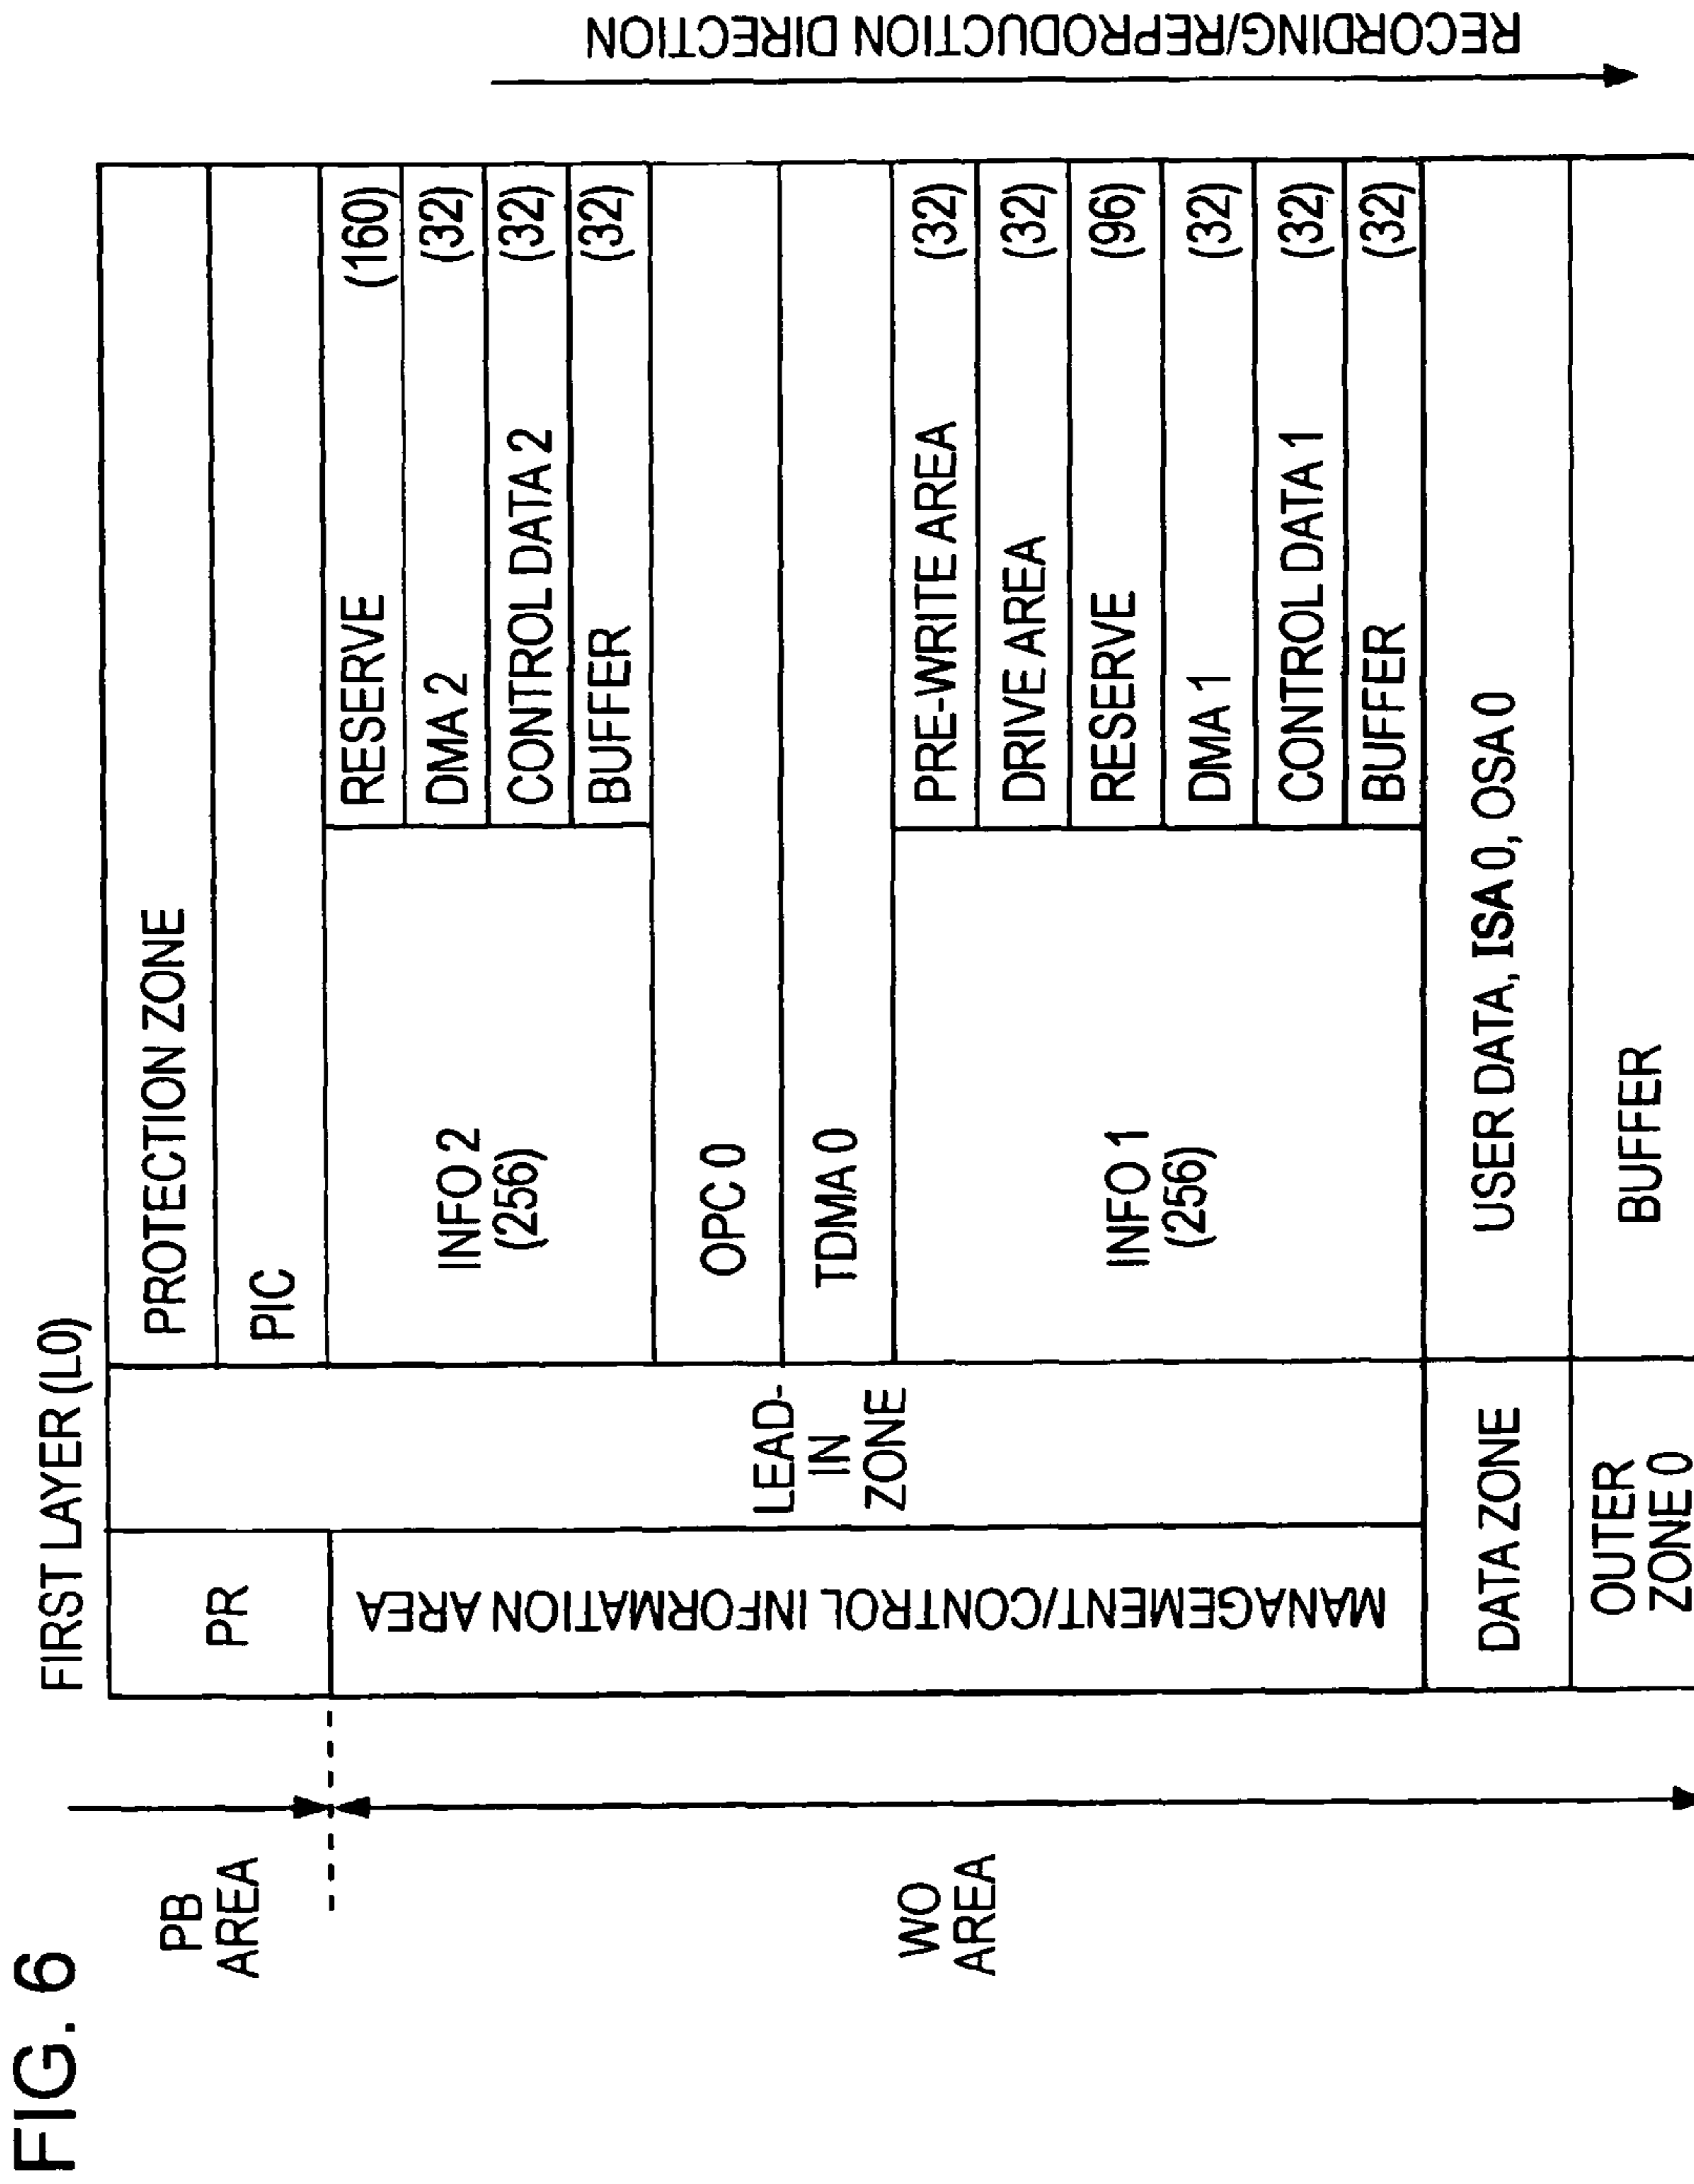 FIG. 6
FIRST LAYER (L0)
PB
AREA
WO
AREA
PR
MANAGEMENT/CONTROL INFORMATION AREA
LEAD-
IN
ZONE
PROTECTION ZONE
PIC
INFO 2
(256)
RESERVE (160)
DMA 2 (32)
CONTROL DATA 2 (32)
BUFFER (32)
OPC 0
TDMA 0
INFO 1
(256)
PRE-WRITE AREA (32)
DRIVE AREA (32)
RESERVE (96)
DMA 1 (32)
CONTROL DATA 1 (32)
BUFFER (32)
DATA ZONE
USER DATA, ISA 0, OSA 0
OUTER
ZONE 0
BUFFER
RECORDING/REPRODUCTION DIRECTION